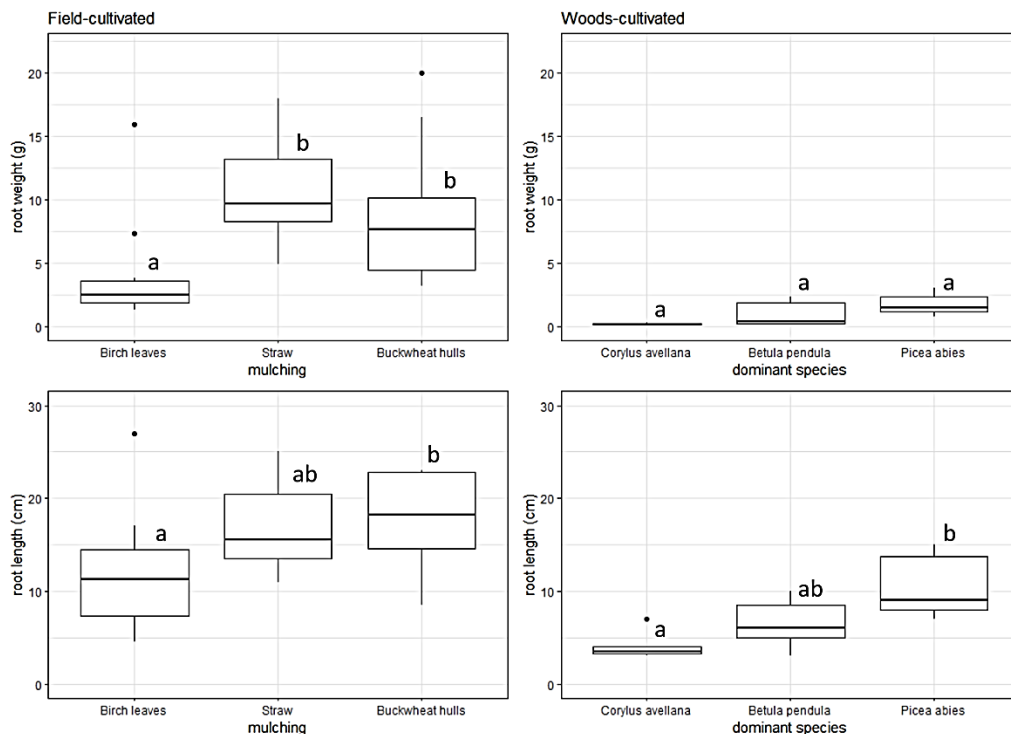 Field-cultivated
root weight (g)
20
15
10
5
0
a
b
b
Birch leaves Straw Buckwheat hulls
mulching
Woods-cultivated
root weight (g)
20
15
10
5
0
a
a
a
Corylus avellana Betula pendula Picea abies
dominant species
root length (cm)
30
20
10
0
a
ab
b
Birch leaves Straw Buckwheat hulls
mulching
root length (cm)
30
20
10
0
a
ab
b
Corylus avellana Betula pendula Picea abies
dominant species